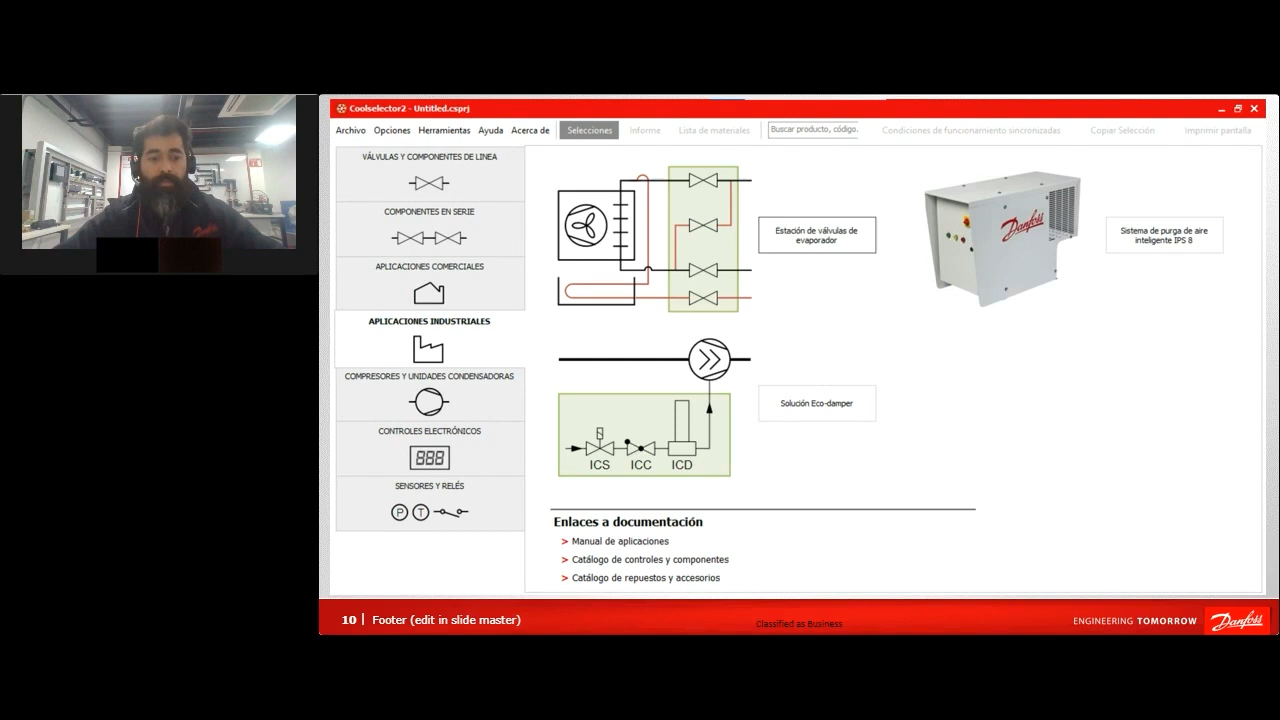 Coolselector2 - Untitled.csprj
Archivo Opciones Herramientas Ayuda Acerca de Selecciones Informe Lista de materiales Buscar producto, código. Condiciones de funcionamiento sincronizadas Copiar Selección Imprimir pantalla
VÁLVULAS Y COMPONENTES DE LINEA
COMPONENTES EN SERIE
APLICACIONES COMERCIALES
APLICACIONES INDUSTRIALES
COMPRESORES Y UNIDADES CONDENSADORAS
CONTROLES ELECTRÓNICOS
888
SENSORES Y RELÉS
P T
Estación de válvulas de
evaporador
Danfoss
Sistema de purga de aire
inteligente IPS 8
Solución Eco-damper
ICS ICC ICD
Enlaces a documentación
> Manual de aplicaciones
> Catálogo de controles y componentes
> Catálogo de repuestos y accesorios
10 | Footer (edit in slide master)
Classified as Business
ENGINEERING TOMORROW
Danfoss